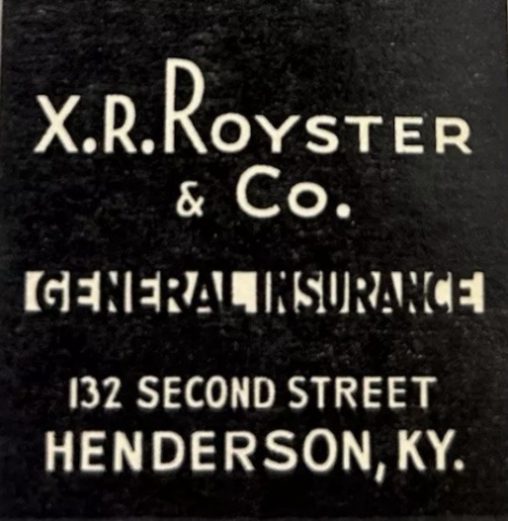 X.R. ROYSTER
& CO.
GENERAL INSURANCE
132 SECOND STREET
HENDERSON, KY.